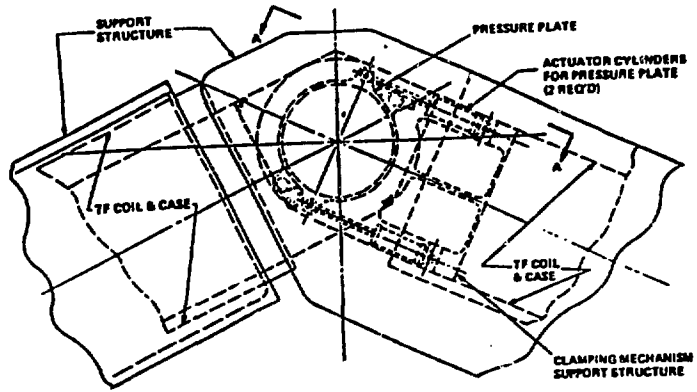 SUPPORT
STRUCTURE
A
PRESSURE PLATE
ACTUATOR CYLINDERS
FOR PRESSURE PLATE
(2 REQ'D)
A
TF COIL & CASE
TF COIL
& CASE
CLAMPING MECHANISM
SUPPORT STRUCTURE